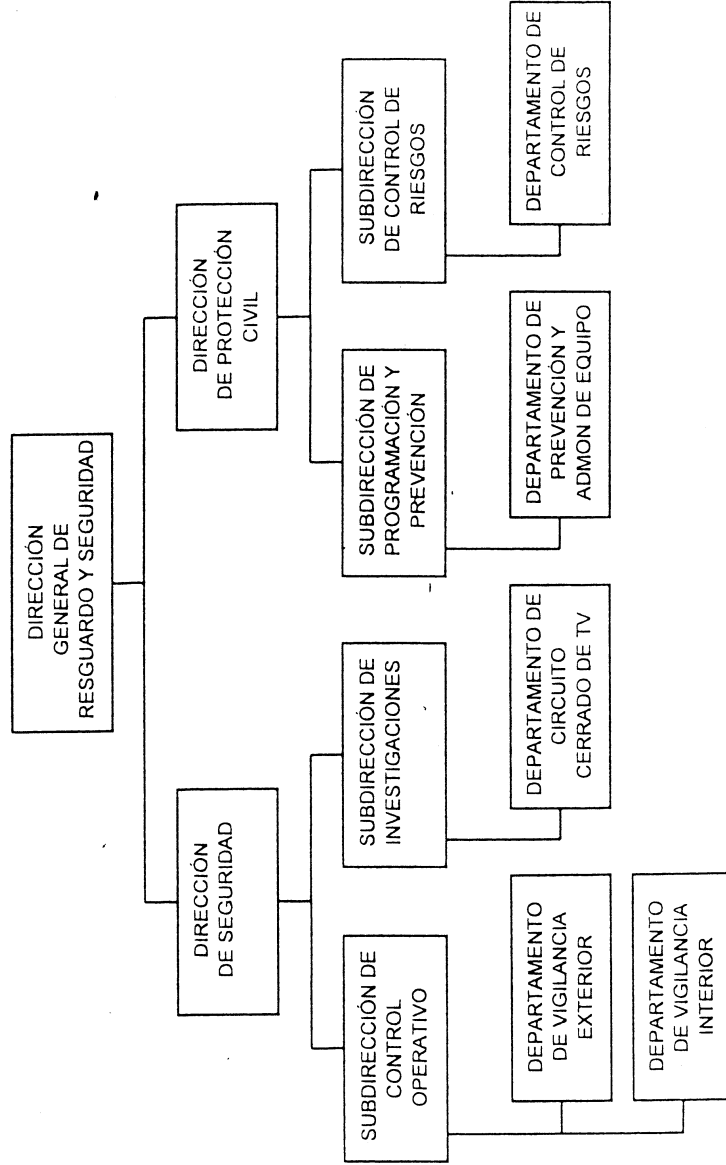 DIRECCIÓN
GENERAL DE
RESGUARDO Y SEGURIDAD
DIRECCIÓN
DE SEGURIDAD
DIRECCIÓN
DE PROTECCIÓN
CIVIL
SUBDIRECCIÓN DE
CONTROL
OPERATIVO
SUBDIRECCIÓN DE
INVESTIGACIONES
SUBDIRECCIÓN DE
PROGRAMACIÓN Y
PREVENCIÓN
SUBDIRECCIÓN
DE CONTROL DE
RIESGOS
DEPARTAMENTO
DE VIGILANCIA
EXTERIOR
DEPARTAMENTO DE
CIRCUITO
CERRADO DE TV
DEPARTAMENTO DE
PREVENCIÓN Y
ADMON DE EQUIPO
DEPARTAMENTO DE
CONTROL DE
RIESGOS
DEPARTAMENTO
DE VIGILANCIA
INTERIOR